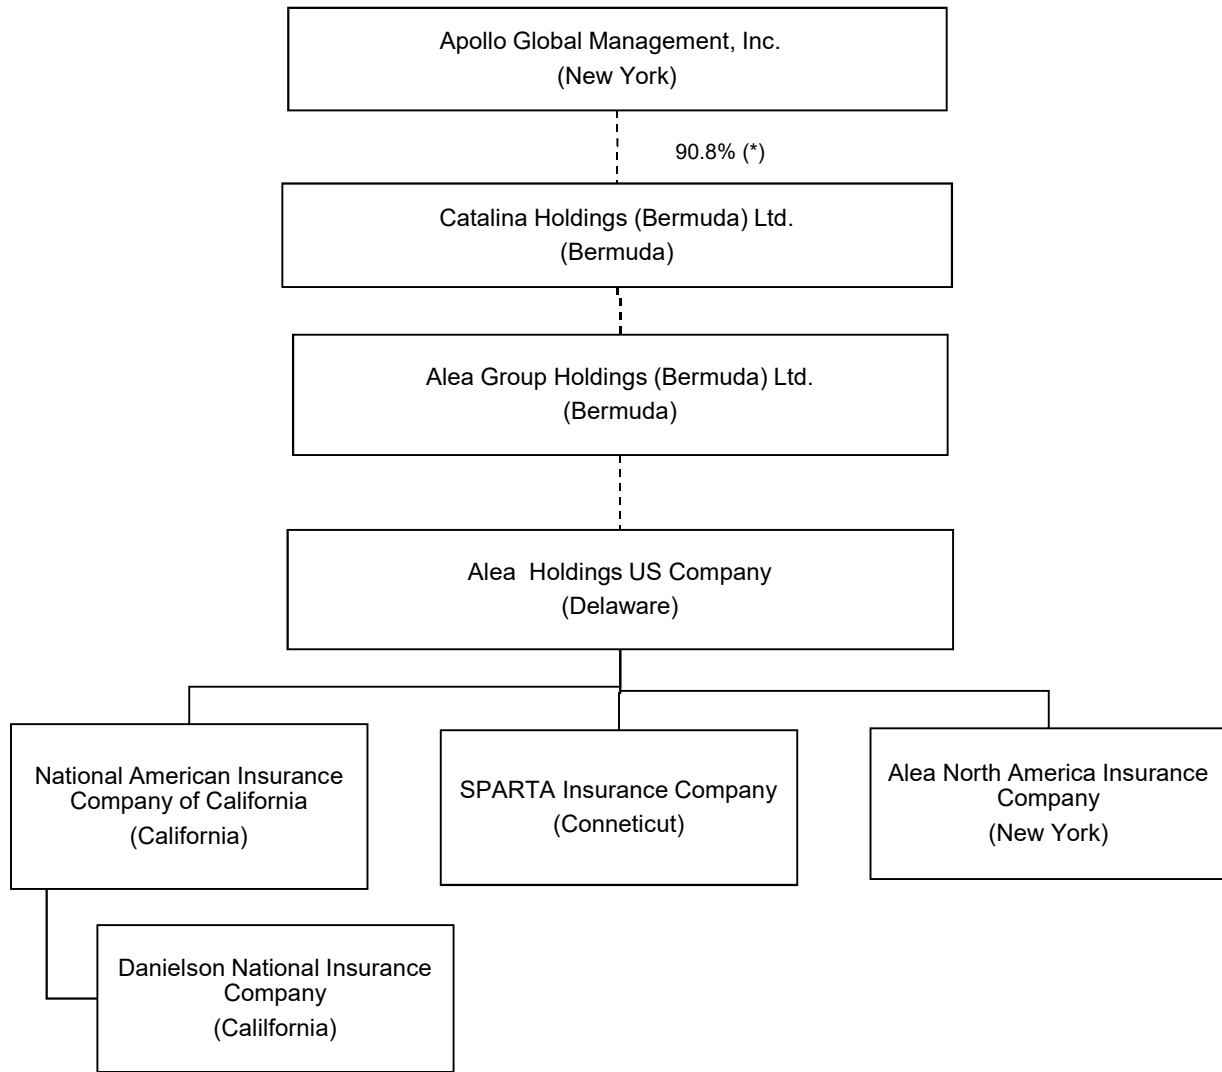 Apollo Global Management, Inc.
(New York)
90.8% (*)
Catalina Holdings (Bermuda) Ltd.
(Bermuda)
Alea Group Holdings (Bermuda) Ltd.
(Bermuda)
Alea  Holdings US Company
(Delaware)
National American Insurance
Company of California
(California)
SPARTA Insurance Company
(Conneticut)
Alea North America Insurance
Company
(New York)
Danielson National Insurance
Company
(Calilfornia)